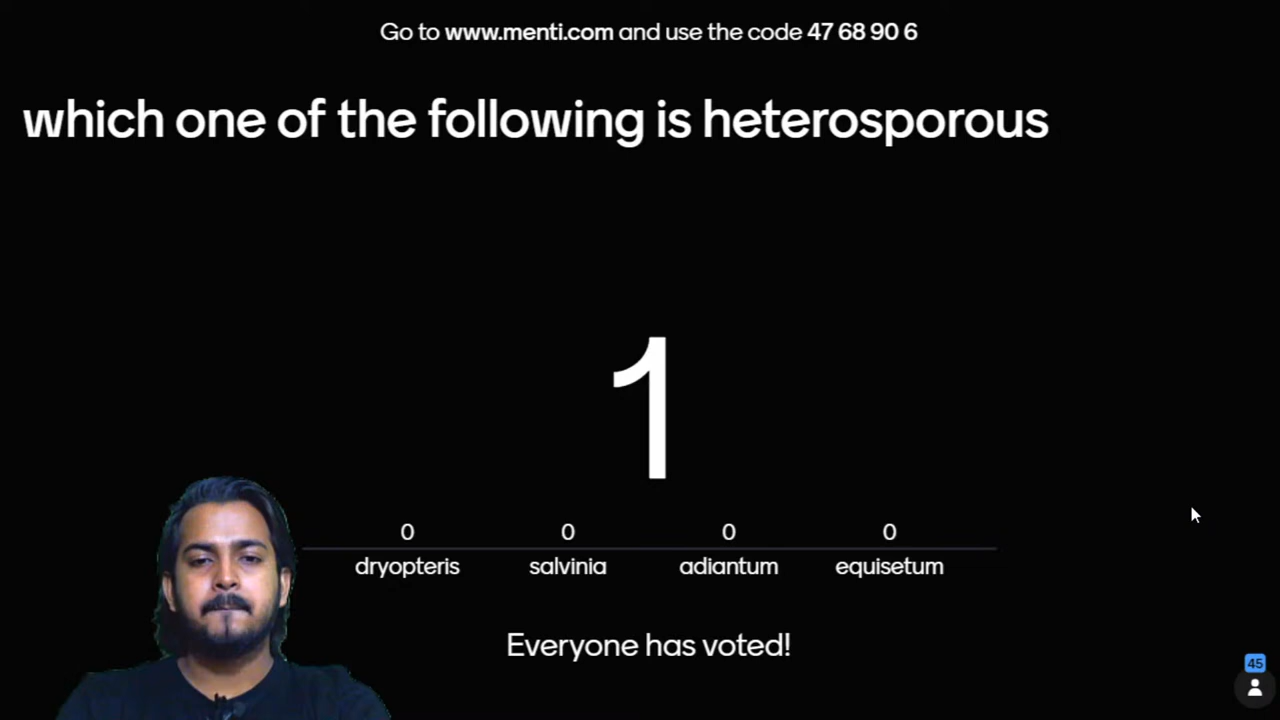 Go to www.menti.com and use the code 47 68 90 6
which one of the following is heterosporous
1
0 0 0 0
dryopteris salvinia adiantum equisetum
Everyone has voted!
45